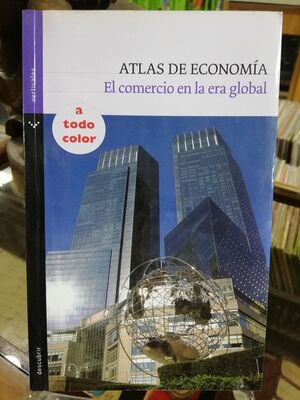 verticales
ATLAS DE ECONOMÍA
El comercio en la era global
a
todo
color
descubrir